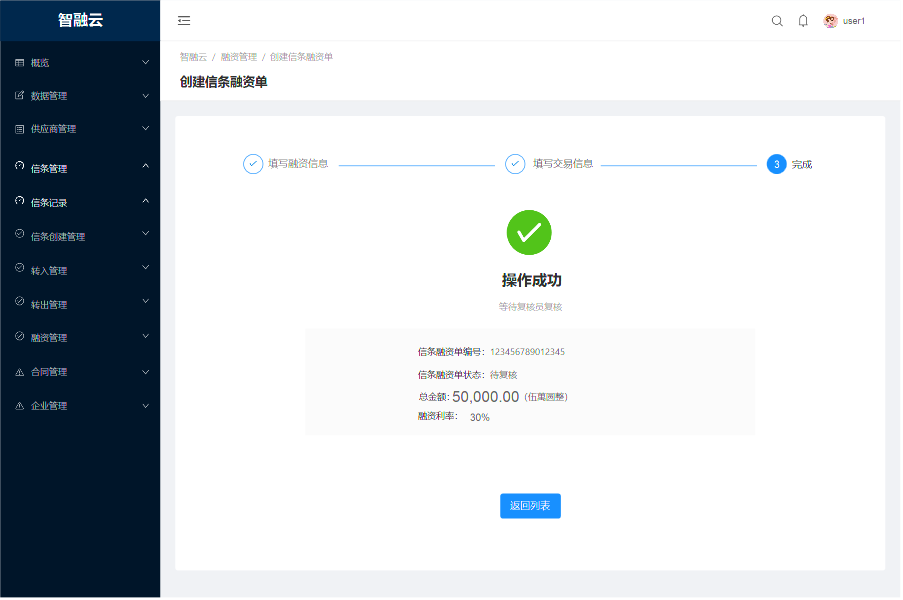 智融云
user1
概览
数据管理
供应商管理
信条管理
信条记录
信条创建管理
转入管理
转出管理
融资管理
合同管理
企业管理
智融云 / 融资管理 / 创建信条融资单
创建信条融资单
填写融资信息
填写交易信息
3 完成
操作成功
等待复核员复核
信条融资单编号：123456789012345
信条融资单状态：待复核
总金额：50,000.00（伍萬圆整）
融资利率： 30%
返回列表